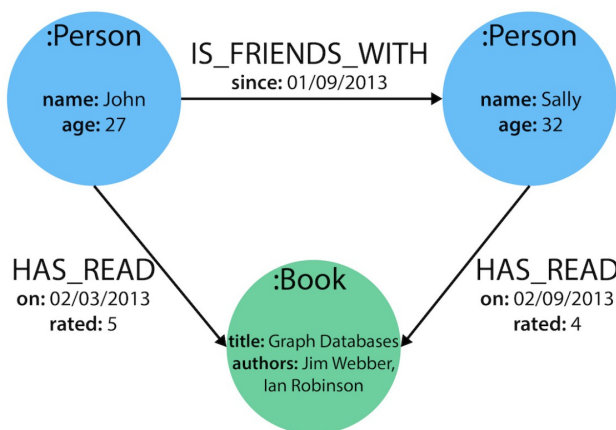 :Person
name: John
age: 27
IS_FRIENDS_WITH
since: 01/09/2013
:Person
name: Sally
age: 32
HAS_READ
on: 02/03/2013
rated: 5
:Book
title: Graph Databases
authors: Jim Webber,
Ian Robinson
HAS_READ
on: 02/09/2013
rated: 4